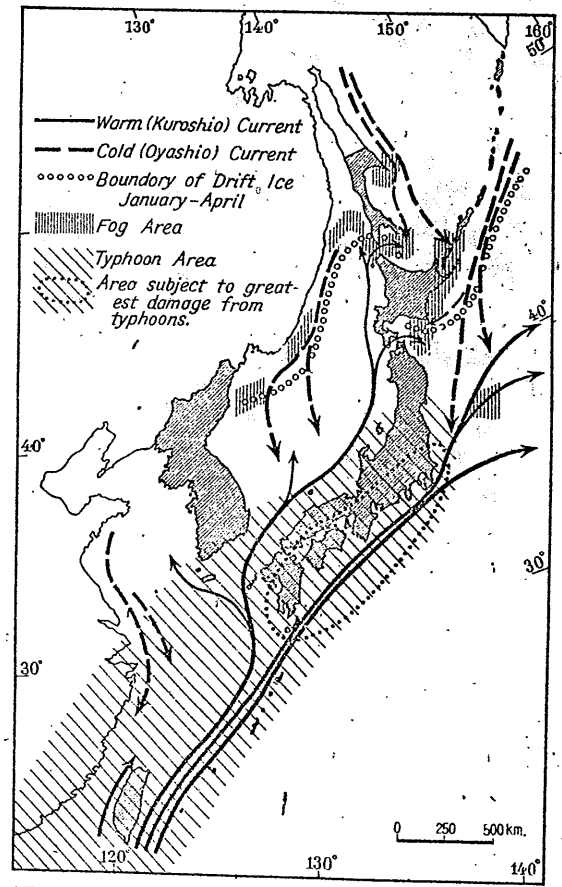 130°
140°
150°
160°
50°
Warm (Kuroshio) Current
Cold (Oyashio) Current
Boundory of Drift Ice
January-April
Fog Area
Typhoon Area
Area subject to great-
est damage from
typhoons.
40°
40°
30°
30°
0 250 500 km.
120°
130°
140°